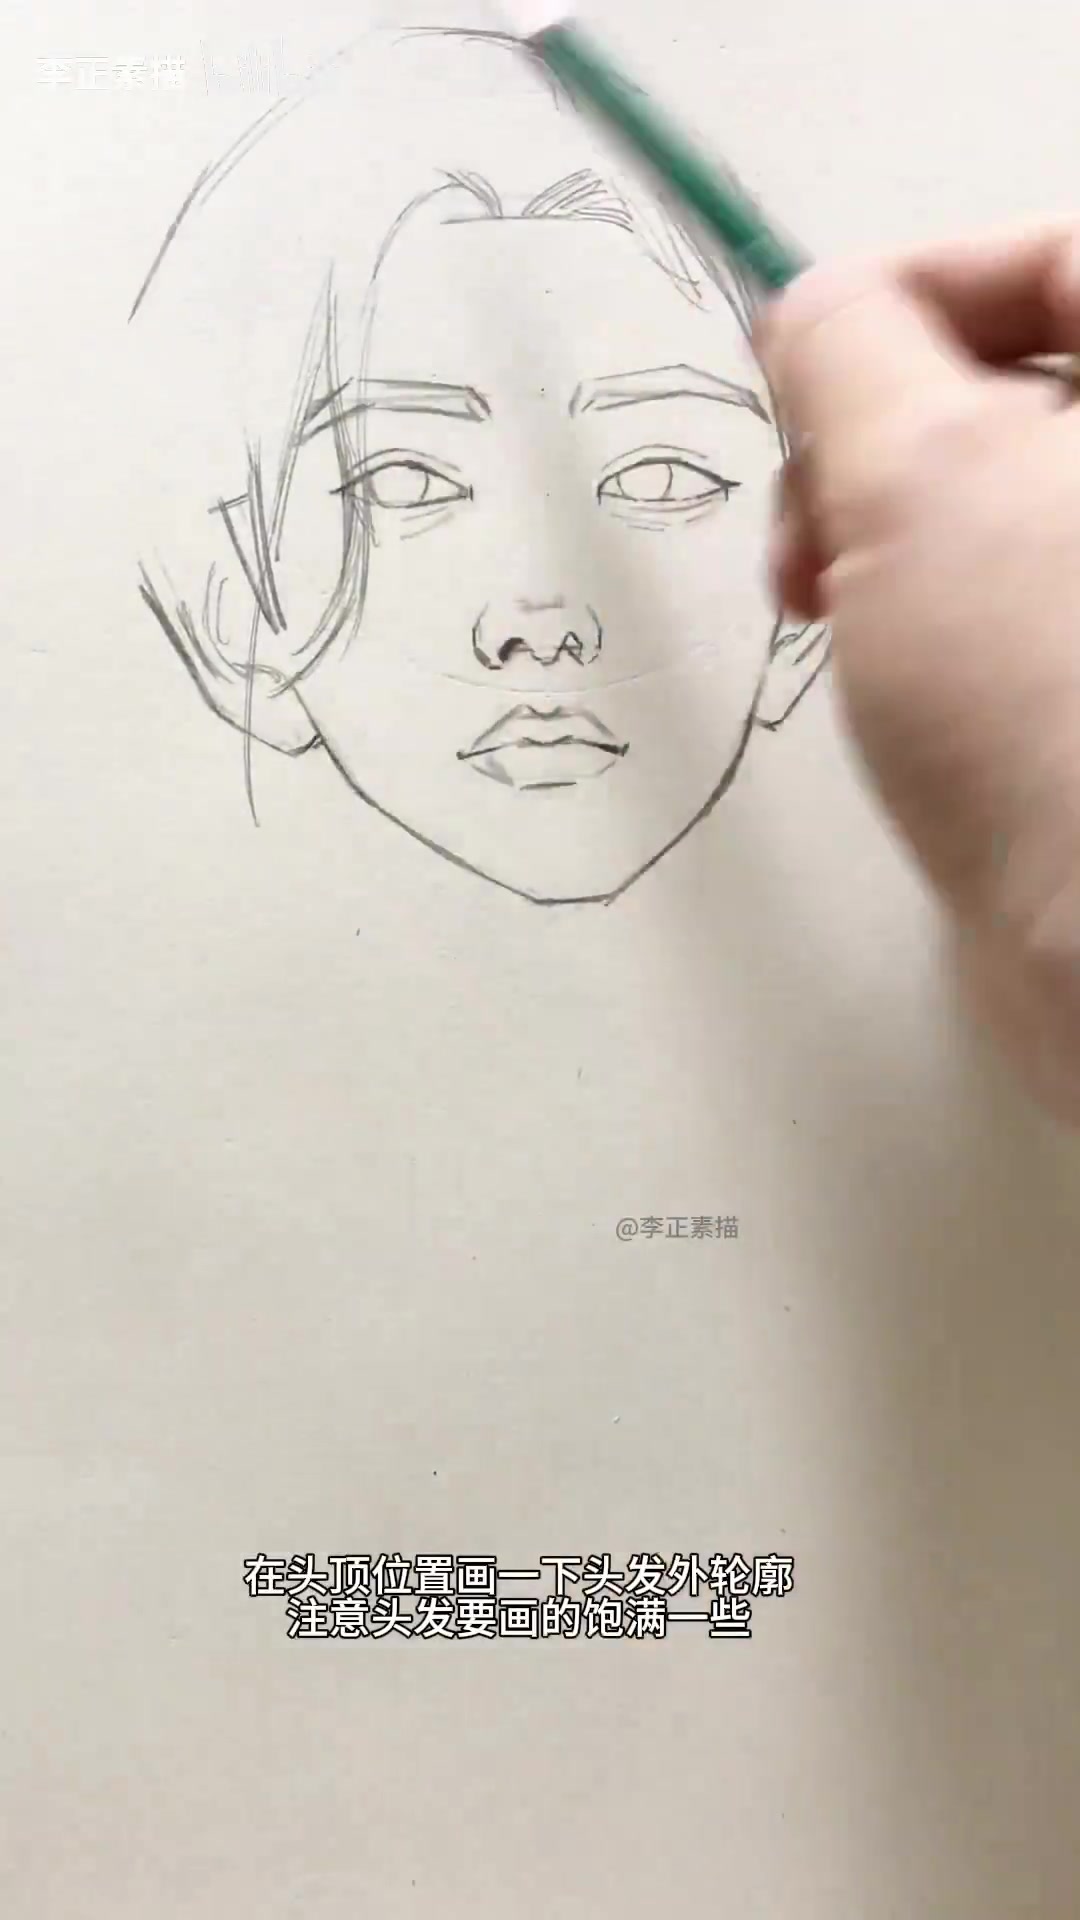 李正素描
@李正素描
在头顶位置画一下头发外轮廓
注意头发要画的饱满一些